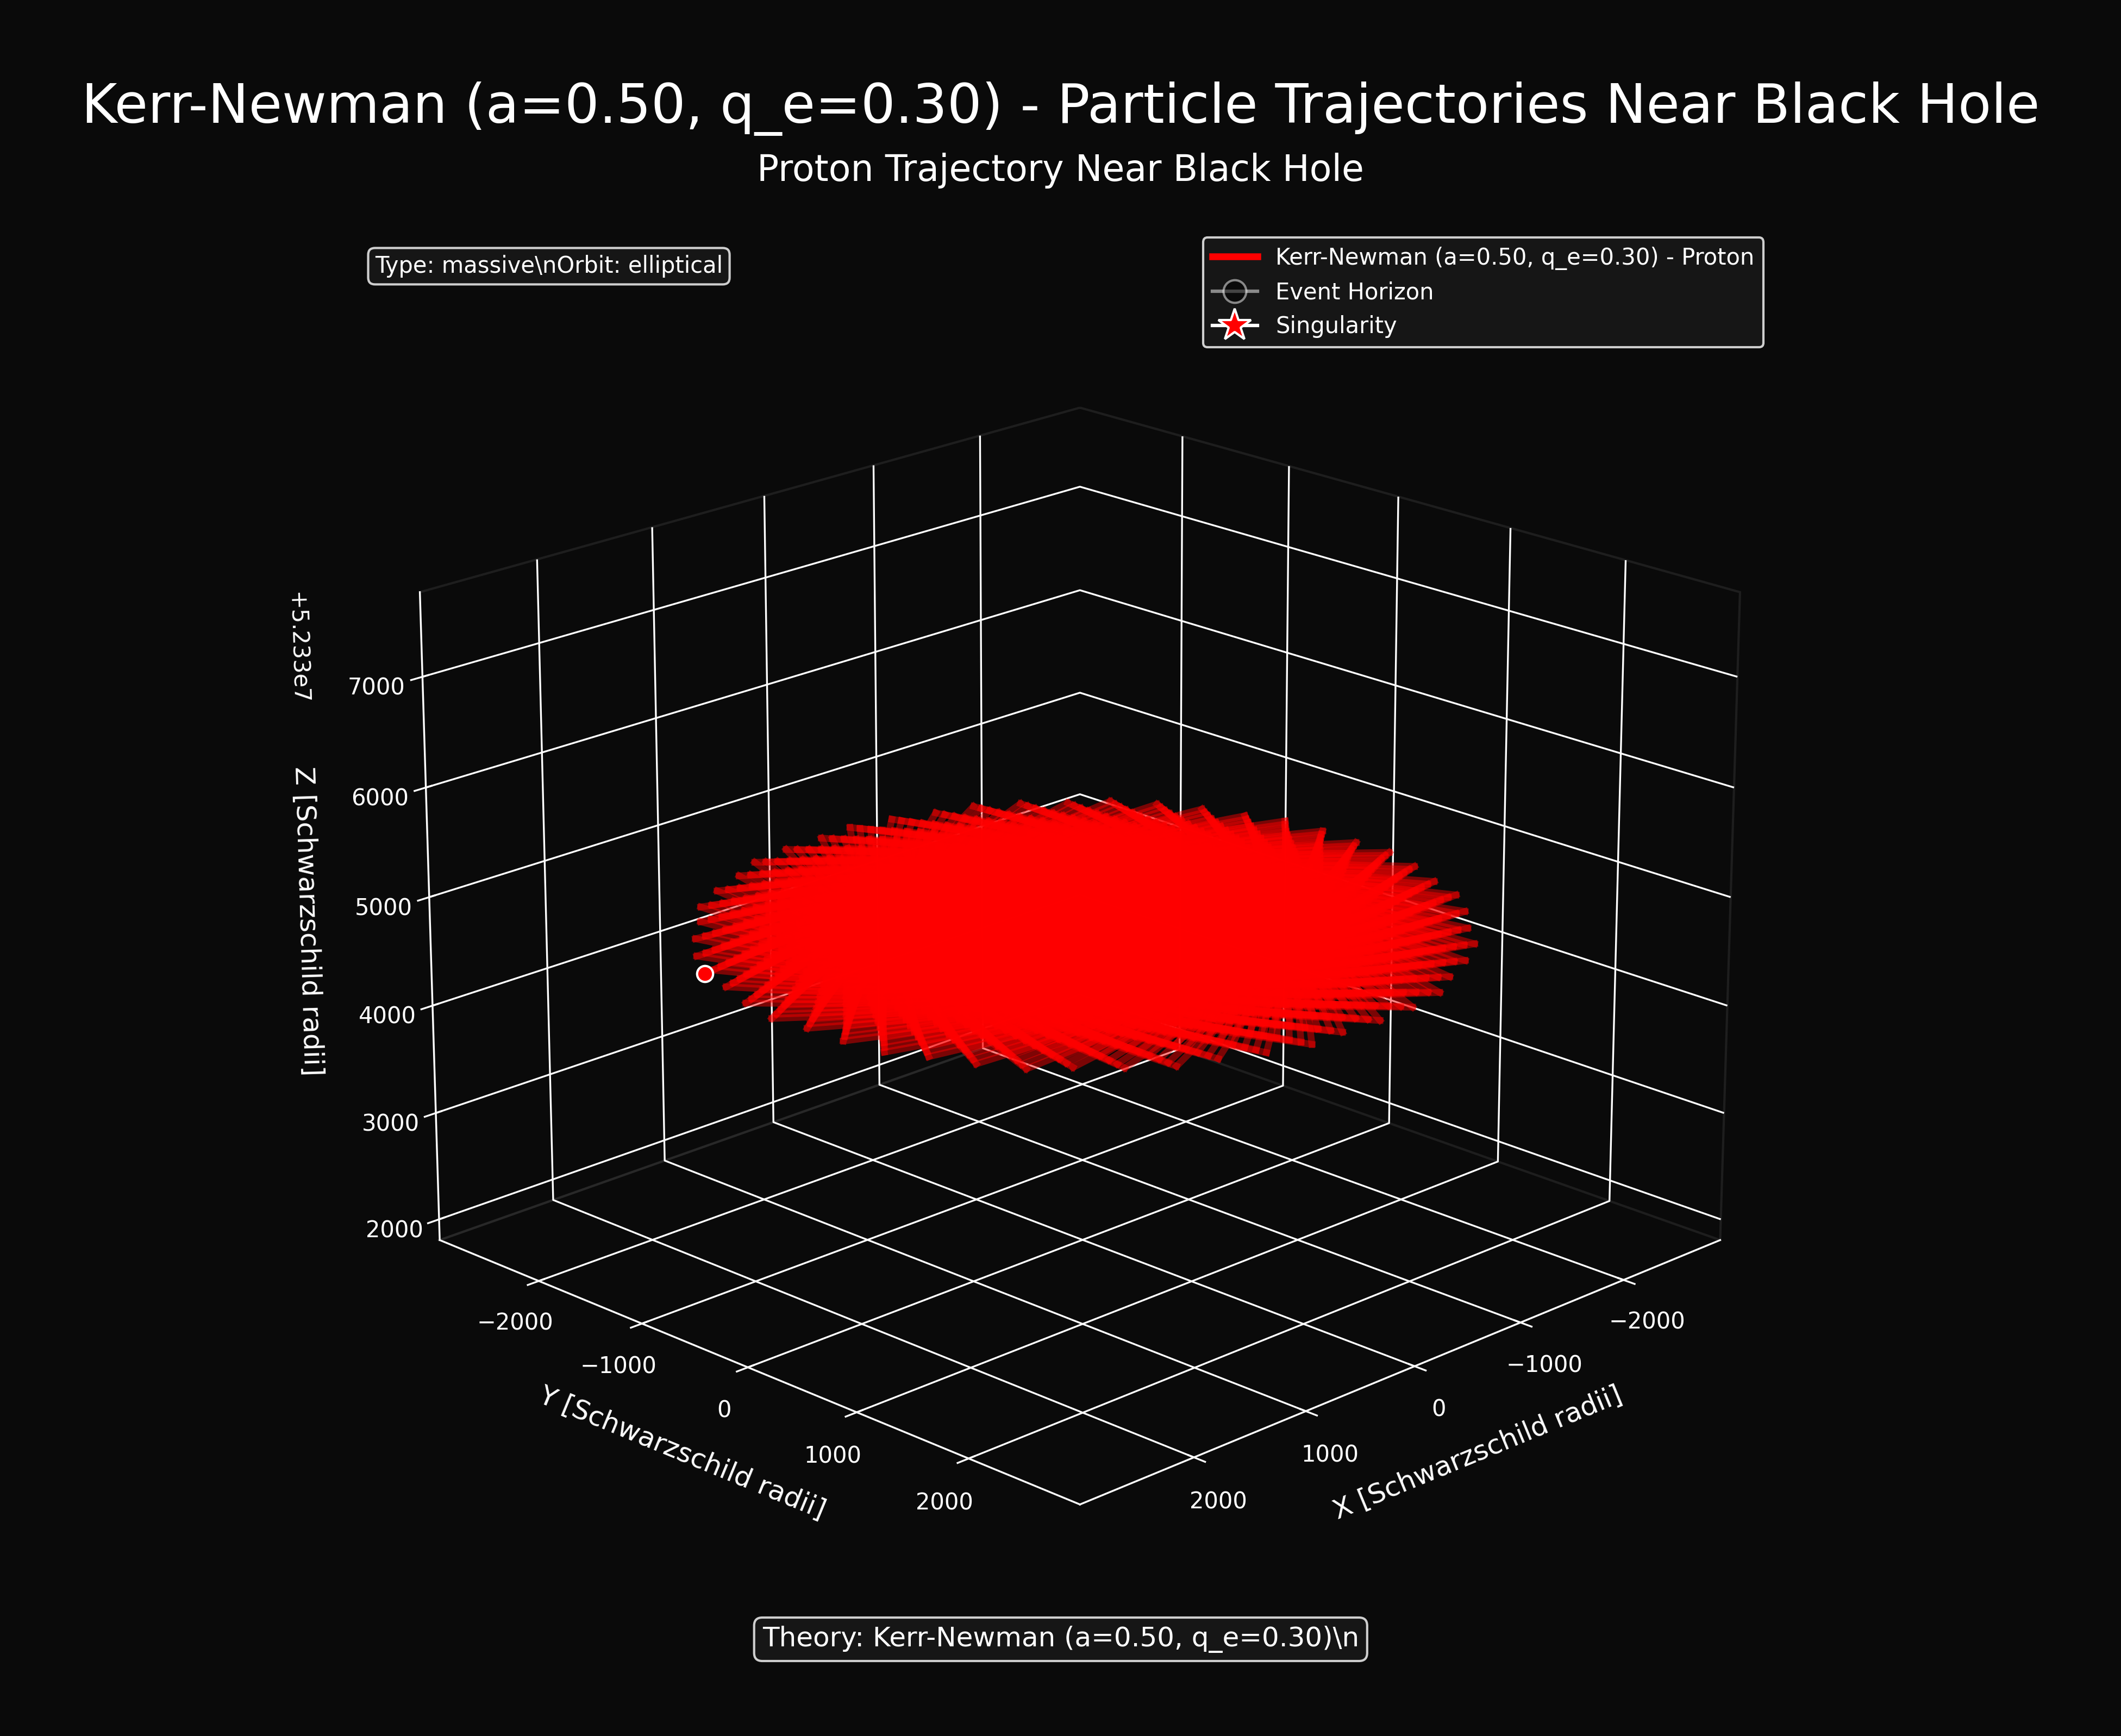 Kerr-Newman (a=0.50, q_e=0.30) - Particle Trajectories Near Black Hole
Proton Trajectory Near Black Hole
Type: massive\nOrbit: elliptical
Kerr-Newman (a=0.50, q_e=0.30) - Proton
Event Horizon
Singularity
+5.233e7
Z [Schwarzschild radii]
7000
6000
5000
4000
3000
2000
−2000
−1000
0
1000
2000
Y [Schwarzschild radii]
−2000
−1000
0
1000
2000
X [Schwarzschild radii]
Theory: Kerr-Newman (a=0.50, q_e=0.30)\n